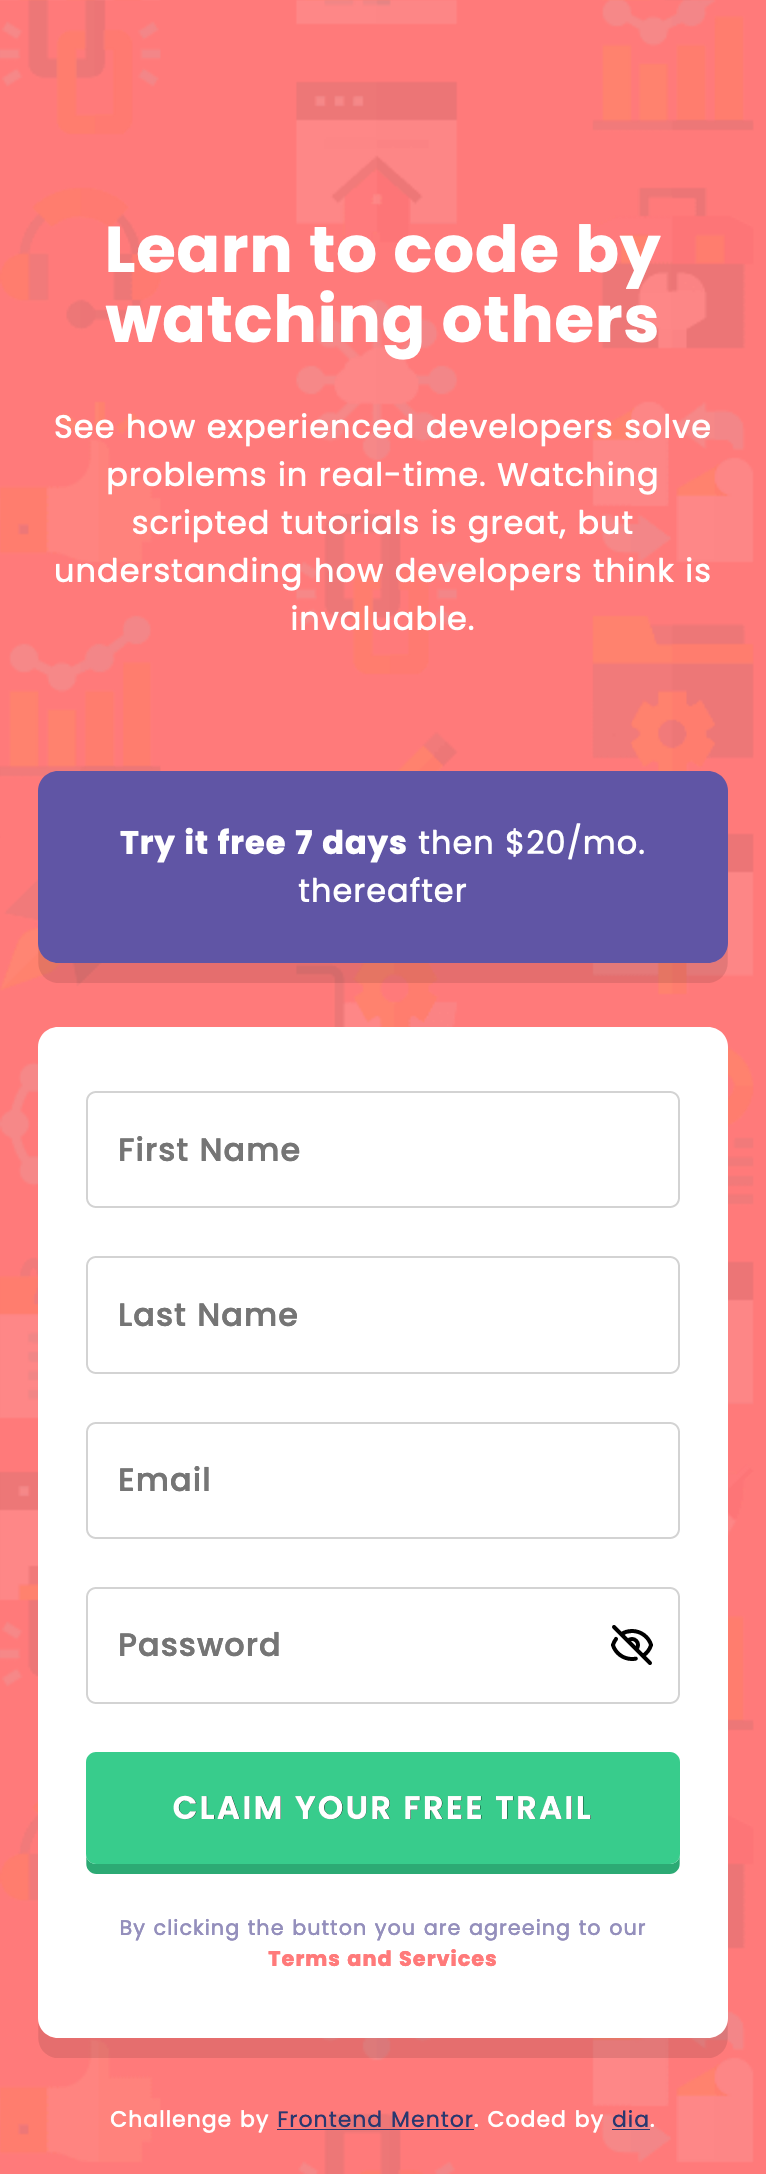 Learn to code by
watching others
See how experienced developers solve
problems in real-time. Watching
scripted tutorials is great, but
understanding how developers think is
invaluable.
Try it free 7 days then $20/mo.
thereafter
First Name
Last Name
Email
Password
CLAIM YOUR FREE TRAIL
By clicking the button you are agreeing to our
Terms and Services
Challenge by Frontend Mentor. Coded by dia.